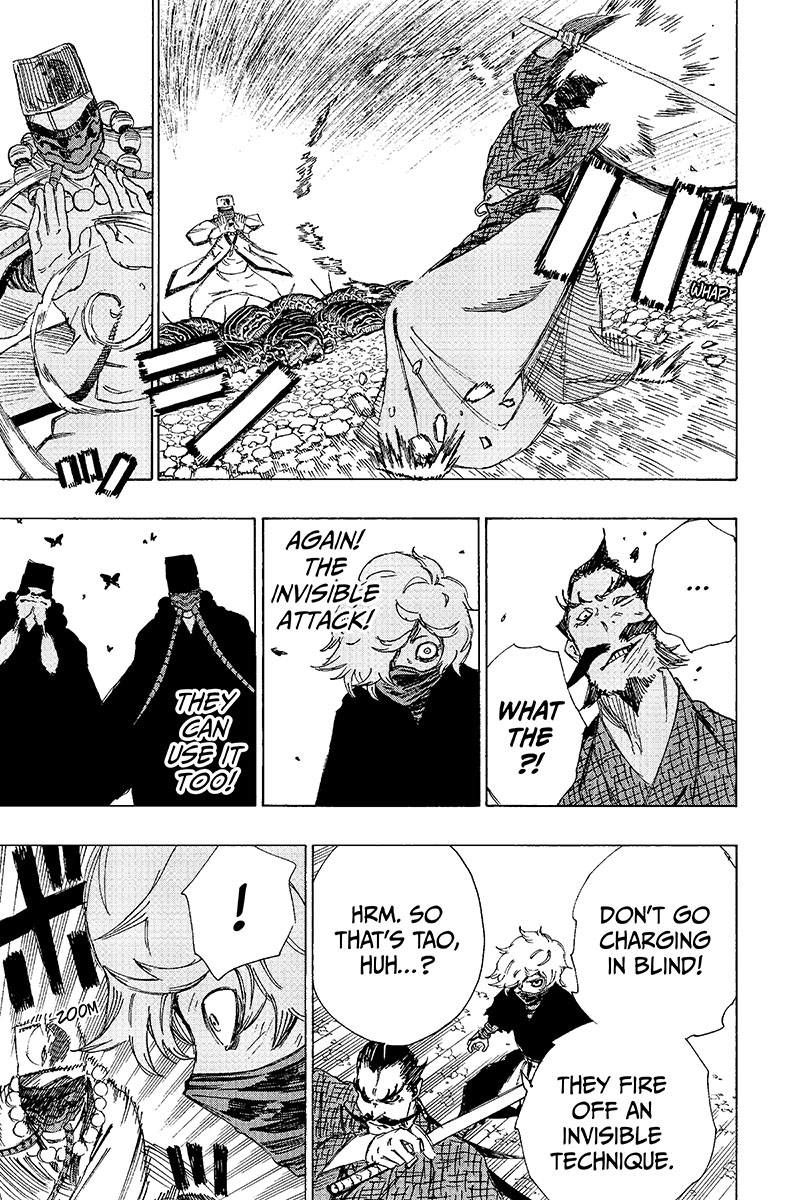 WHAP
...
WHAT
THE
?!
AGAIN!
THE
INVISIBLE
ATTACK!
THEY
CAN
USE IT
TOO!
DON'T GO
CHARGING
IN BLIND!
THEY FIRE
OFF AN
INVISIBLE
TECHNIQUE.
HRM. SO
THAT'S TAO,
HUH...?
!
ZOOM